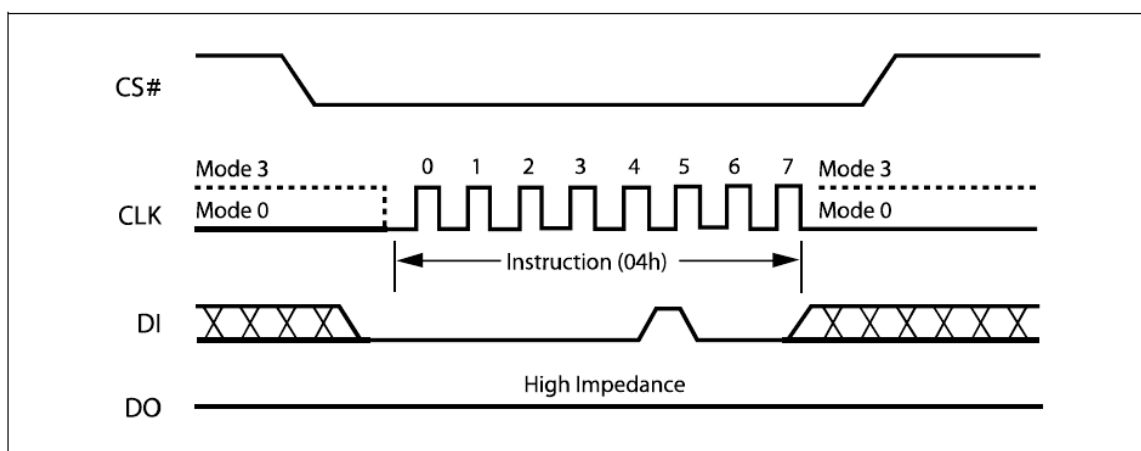 CS#
Mode 3 0 1 2 3 4 5 6 7 Mode 3
CLK Mode 0 Mode 0
Instruction (04h)
DI
High Impedance
DO